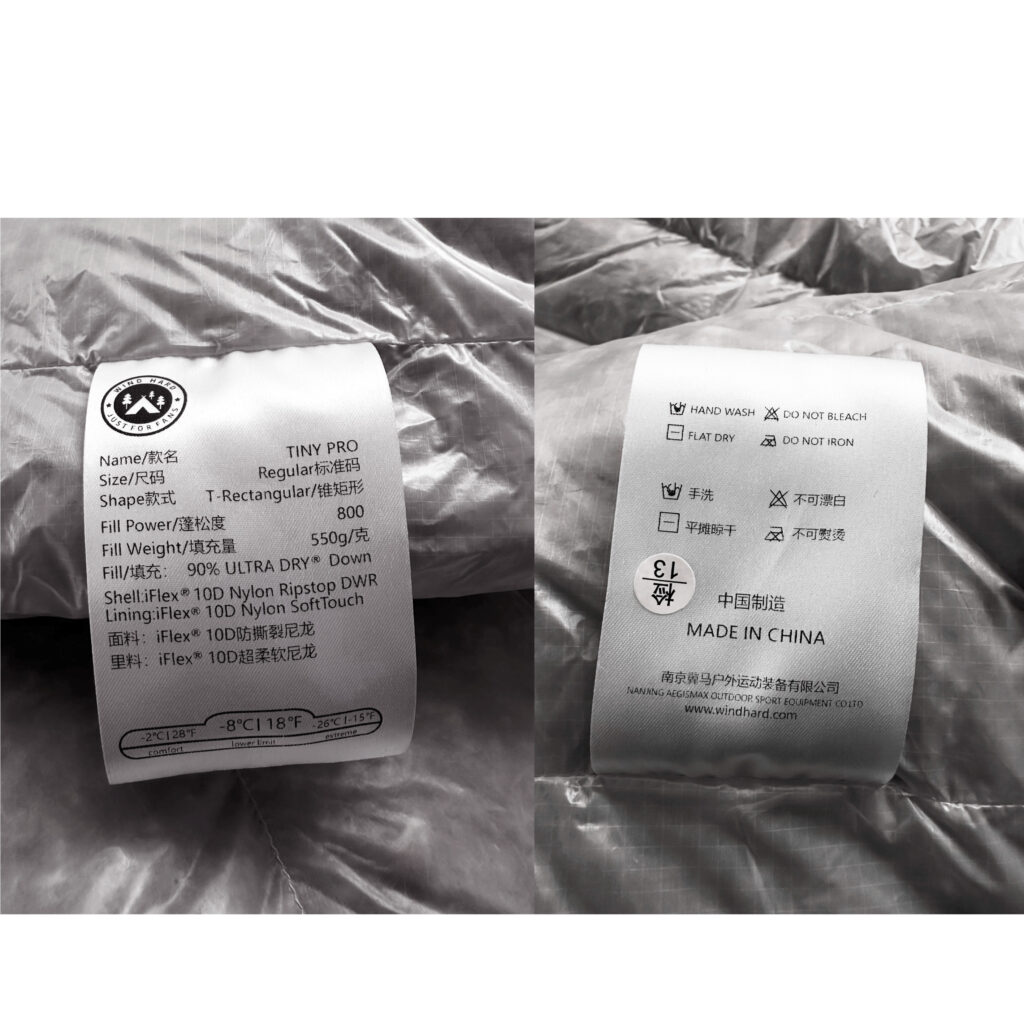 WIND HARD
JUST FOR FANS
Name/款名 TINY PRO
Size/尺码 Regular标准码
Shape款式 T-Rectangular/锥矩形
Fill Power/蓬松度 800
Fill Weight/填充量 550g/克
Fill/填充: 90% ULTRA DRY® Down
Shell:iFlex® 10D Nylon Ripstop DWR
Lining:iFlex® 10D Nylon SoftTouch
面料: iFlex® 10D防撕裂尼龙
里料: iFlex® 10D超柔软尼龙
-2℃|28℉ -8℃|18℉ -26℃|-15℉
comfort lower limit extreme
HAND WASH DO NOT BLEACH
FLAT DRY DO NOT IRON
手洗 不可漂白
平摊晾干 不可熨烫
检
13
中国制造
MADE IN CHINA
南京翼马户外运动装备有限公司
NANJING AEGISMAX OUTDOOR SPORT EQUIPMENT CO LTD
www.windhard.com